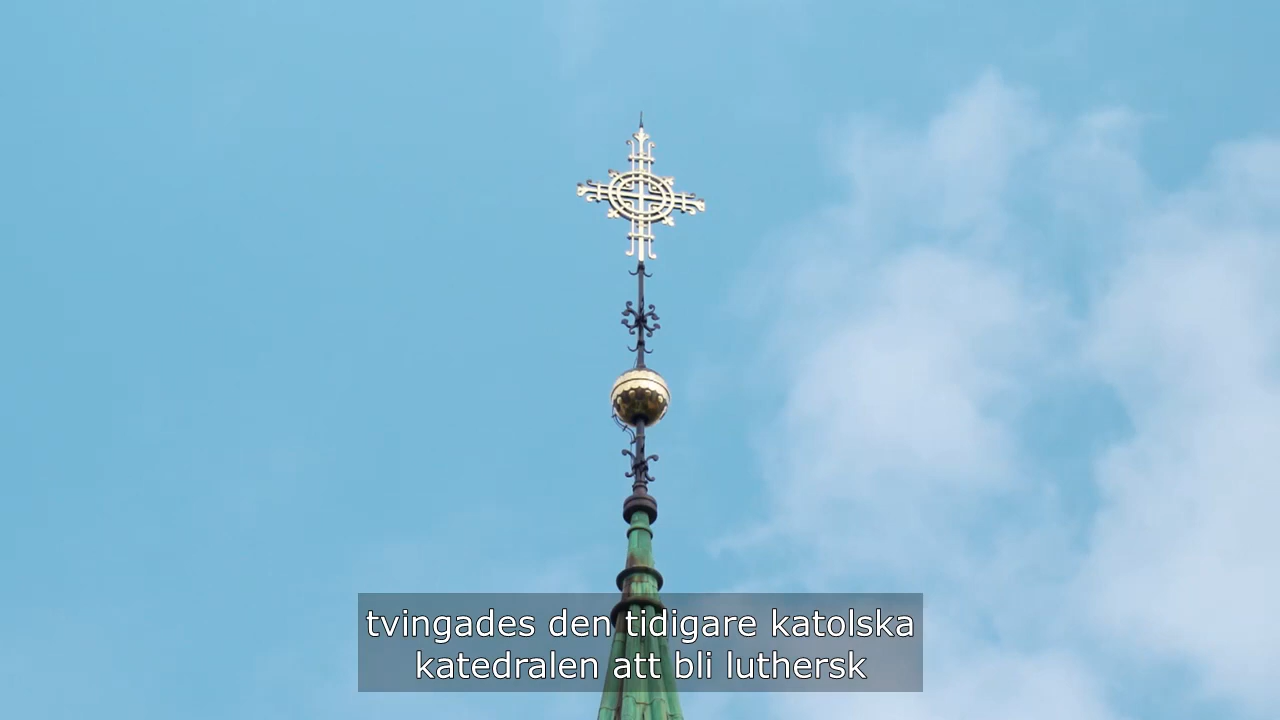 tvingades den tidigare katolska
katedralen att bli luthersk